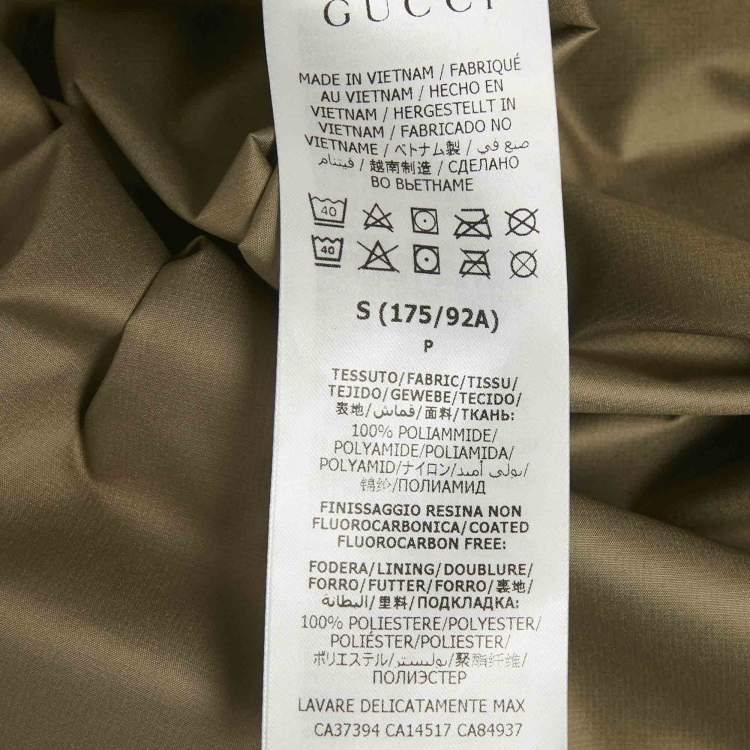 GUCCI
MADE IN VIETNAM / FABRIQUÉ
AU VIETNAM / HECHO EN
VIETNAM / HERGESTELLT IN
VIETNAM / FABRICADO NO
VIETNAME / ベトナム製 / صنع في
فيتنام / 越南制造 / СДЕЛАНО
ВО ВЬЕТНАМЕ
40
40
S (175/92A)
P
TESSUTO/FABRIC/TISSU/
TEJIDO/GEWEBE/TECIDO/
表地/قماش/面料/ТКАНЬ:
100% POLIAMMIDE/
POLYAMIDE/POLIAMIDA/
POLYAMID/ナイロン/بولي أميد/
锦纶/ПОЛИАМИД
FINISSAGGIO RESINA NON
FLUOROCARBONICA/COATED
FLUOROCARBON FREE:
FODERA/LINING/DOUBLURE/
FORRO/FUTTER/FORRO/裏地/
البطانة/里料/ПОДКЛАДКА:
100% POLIESTERE/POLYESTER/
POLIÉSTER/POLIÉSTER/
ポリエステル/بوليستر/聚酯纤维/
ПОЛИЭСТЕР
LAVARE DELICATAMENTE MAX
CA37394 CA14517 CA84937